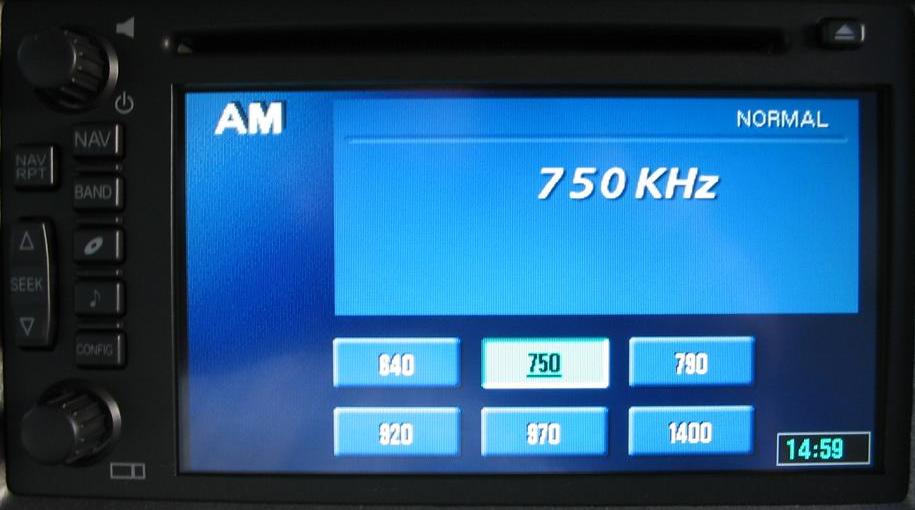 AM
NORMAL
750 KHz
NAV
NAV
RPT
BAND
SEEK
CONFIG
640 750 790
920 970 1400
14:59